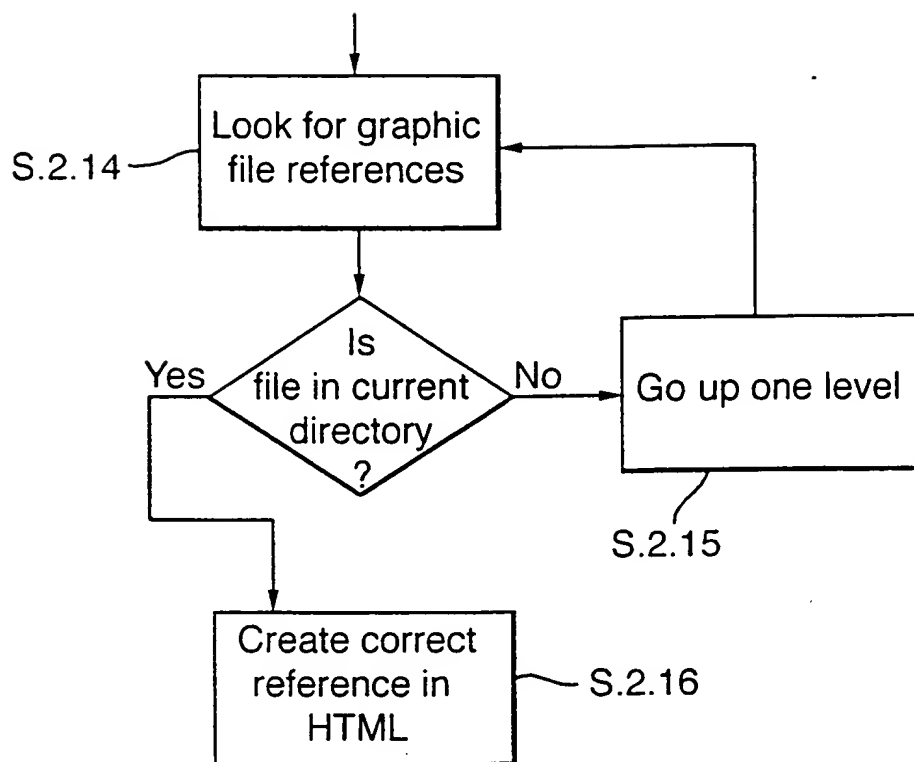 Look for graphic
file references
S.2.14
Is
file in current
directory
?
Yes
No
Go up one level
S.2.15
Create correct
reference in
HTML
S.2.16